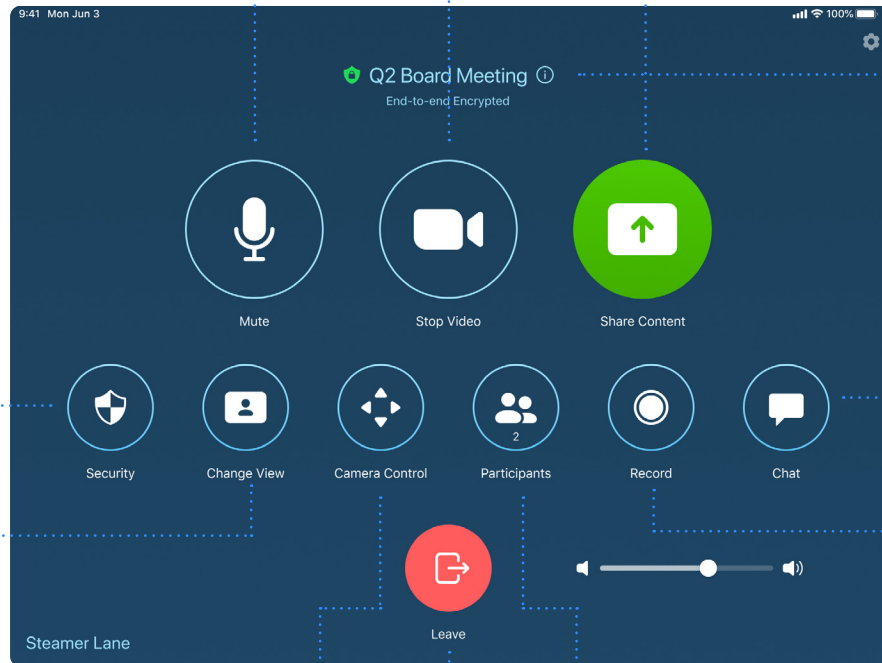 9:41 Mon Jun 3
100%
Q2 Board Meeting
End-to-end Encrypted
Mute
Stop Video
Share Content
2
Security
Change View
Camera Control
Participants
Record
Chat
Leave
Steamer Lane